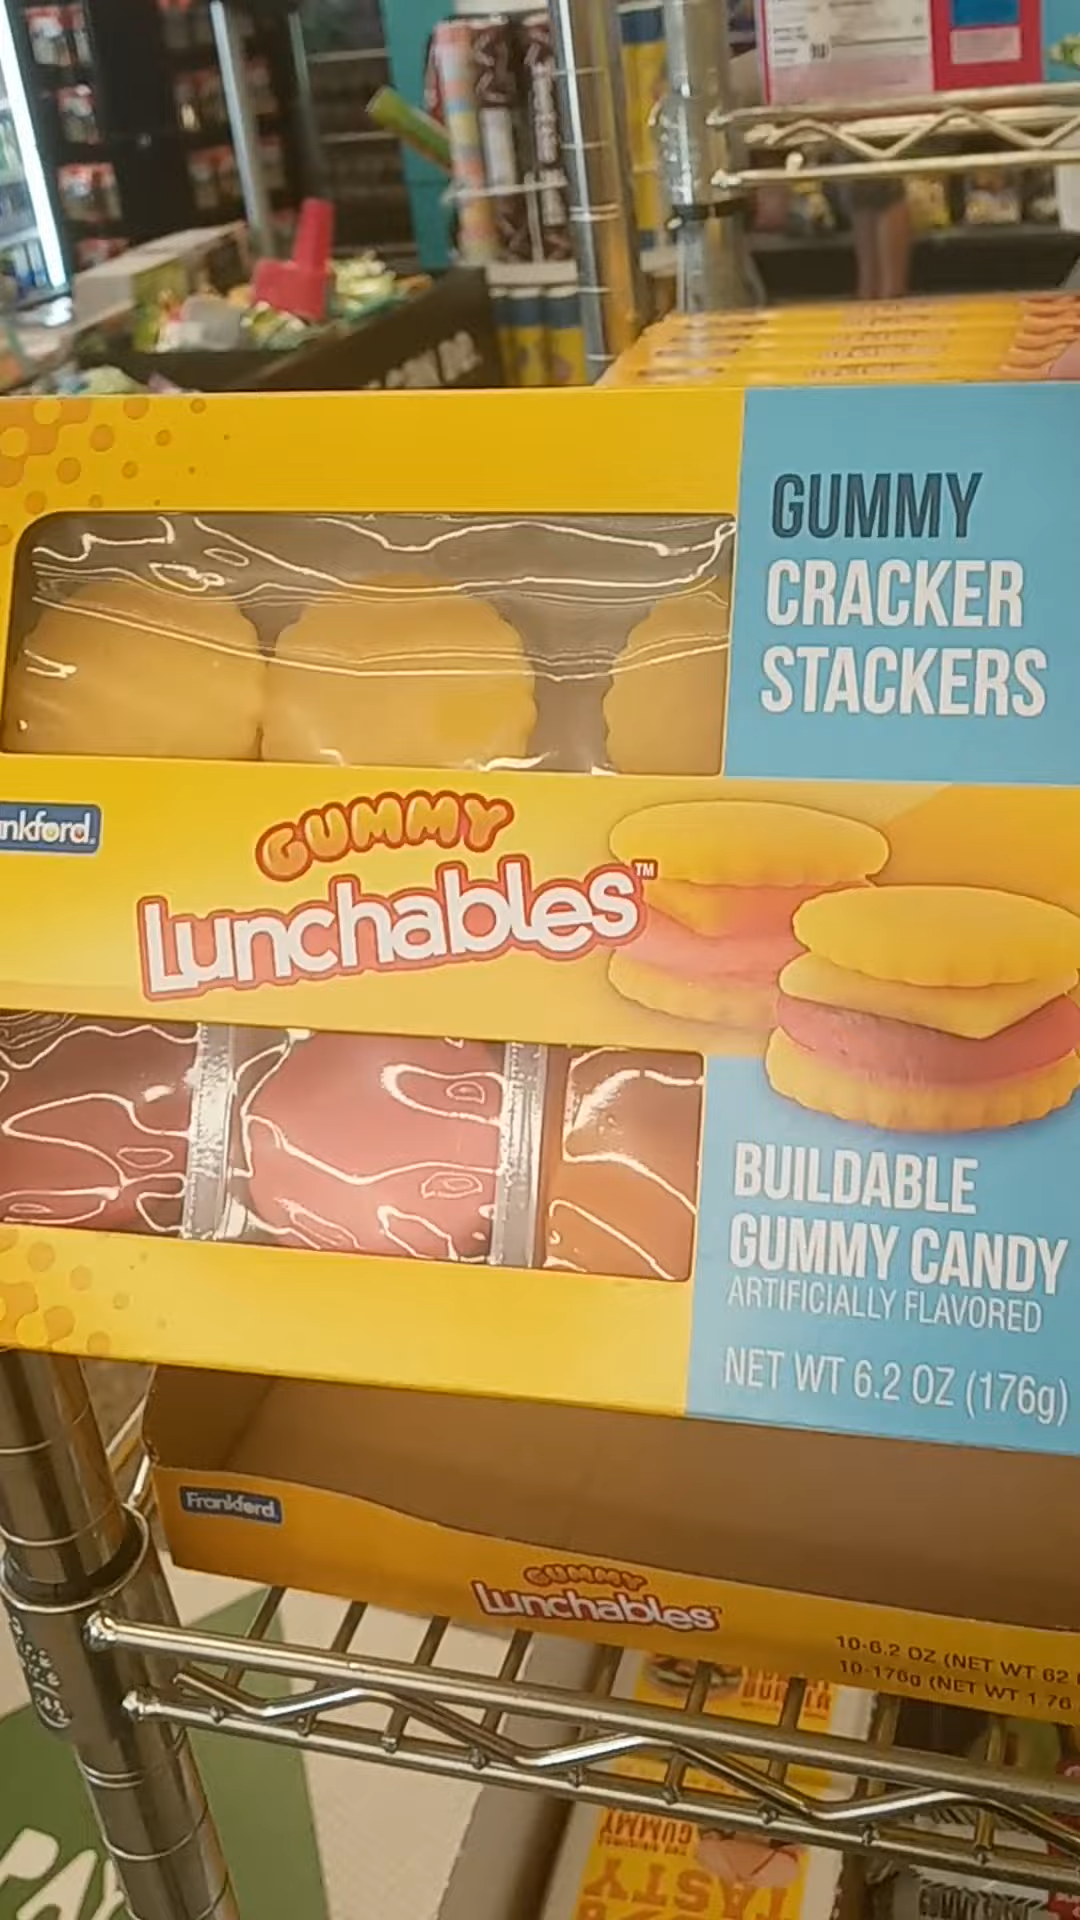 GUMMY
CRACKER
STACKERS
nkford.
GUMMY
Lunchables™
BUILDABLE
GUMMY CANDY
ARTIFICIALLY FLAVORED
NET WT 6.2 OZ (176g)
Frankford.
GUMMY
Lunchables
10-6.2 OZ (NET WT 62
10-176g (NET WT 1.76
GUMMY
TASTY